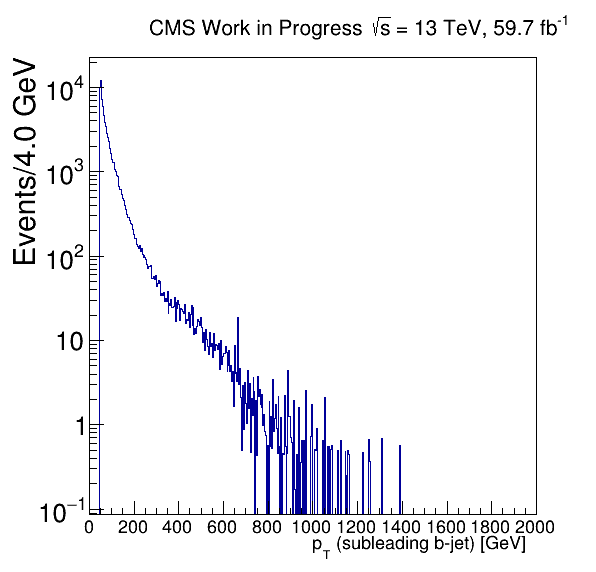 CMS Work in Progress √s = 13 TeV, 59.7 fb⁻¹
Events/4.0 GeV
10⁴
10³
10²
10
1
10⁻¹
0 200 400 600 800 1000 1200 1400 1600 1800 2000
p_T (subleading b-jet) [GeV]